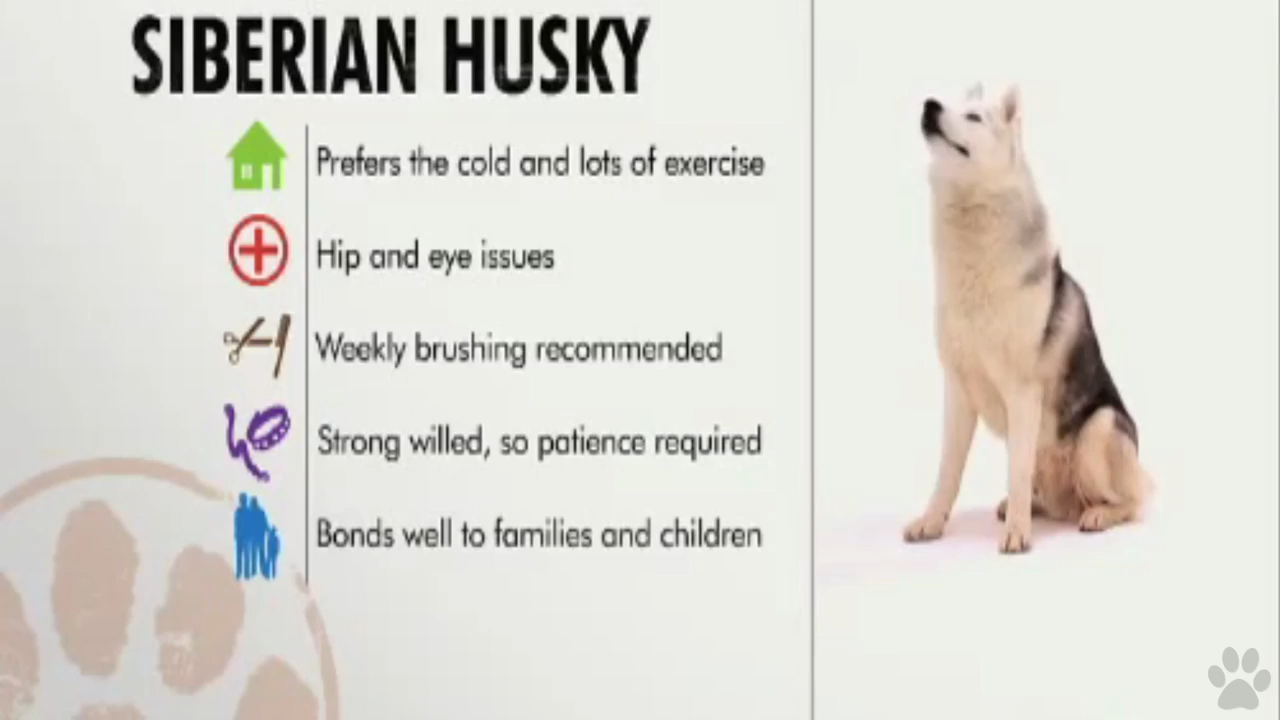 SIBERIAN HUSKY
Prefers the cold and lots of exercise
Hip and eye issues
Weekly brushing recommended
Strong willed, so patience required
Bonds well to families and children